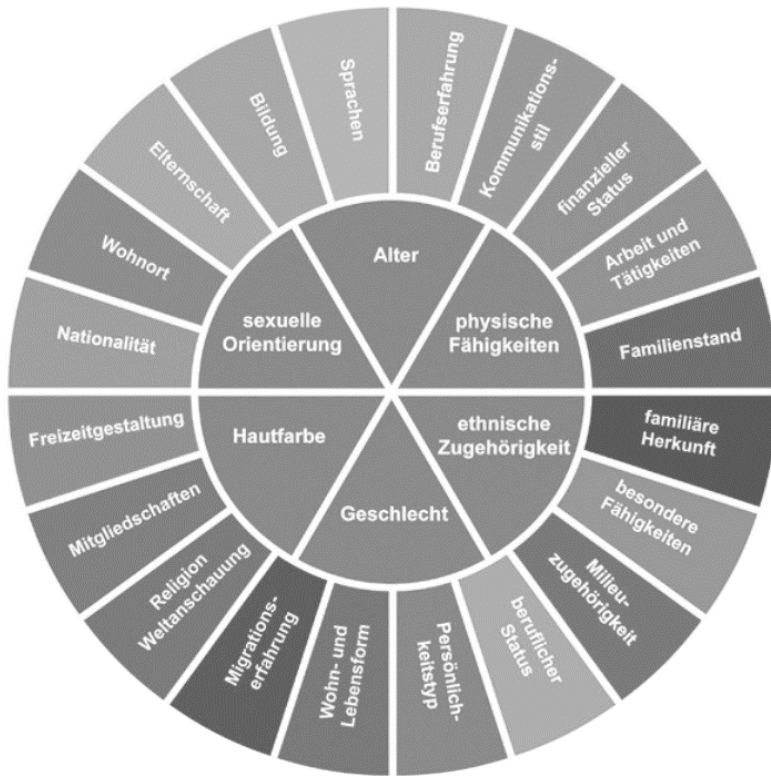 Sprachen
Berufserfahrung
Kommunikations-
stil
finanzieller
Status
Arbeit und
Tätigkeiten
Familienstand
familiäre
Herkunft
besondere
Fähigkeiten
Milieu-
zugehörigkeit
beruflicher
Status
Persönlich-
keitstyp
Wohn- und
Lebensform
Migrations-
erfahrung
Religion
Weltanschauung
Mitgliedschaften
Freizeitgestaltung
Nationalität
Wohnort
Elternschaft
Bildung
Alter
physische
Fähigkeiten
ethnische
Zugehörigkeit
Geschlecht
Hautfarbe
sexuelle
Orientierung